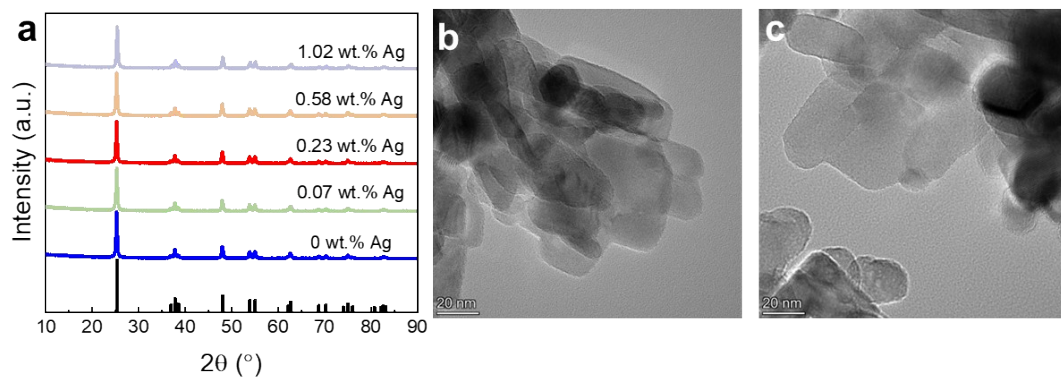 a
Intensity (a.u.)
1.02 wt.% Ag
0.58 wt.% Ag
0.23 wt.% Ag
0.07 wt.% Ag
0 wt.% Ag
10 20 30 40 50 60 70 80 90
2θ (°)
b
20 nm
c
20 nm